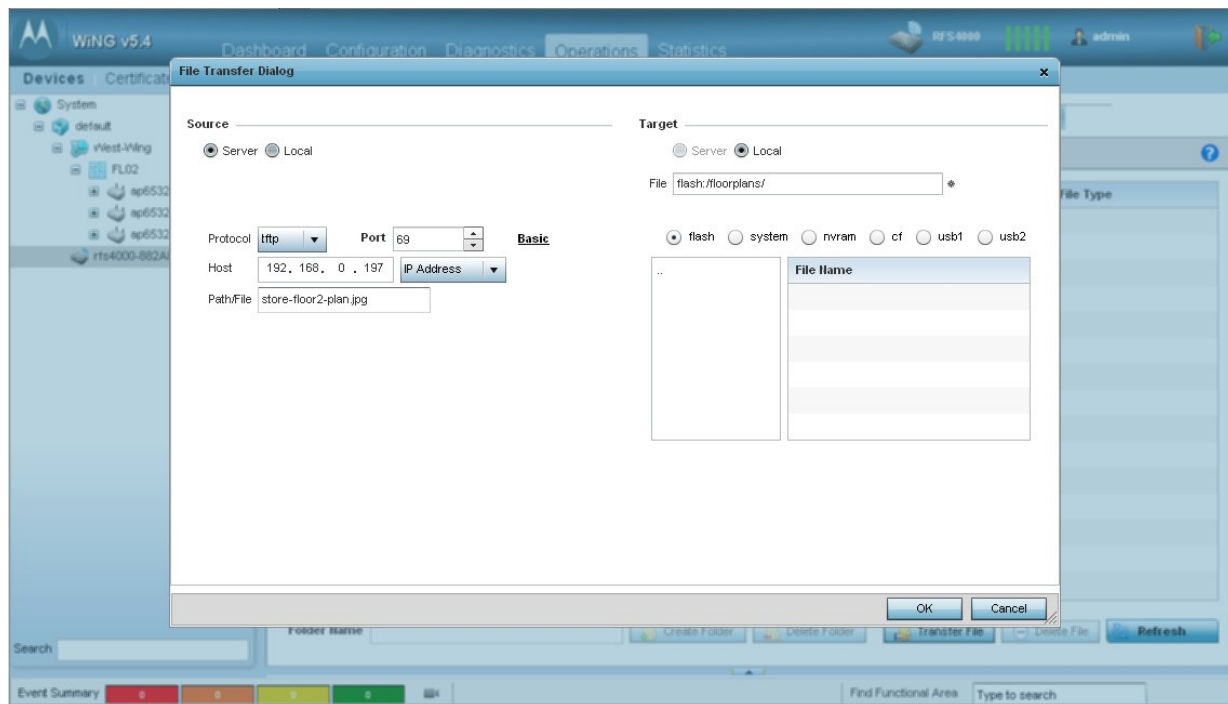 WiNG v5.4
Dashboard Configuration Diagnostics Operations Statistics
RFS4000
admin
Devices Certificat
File Transfer Dialog
System
default
West-Wing
FL02
ap6532
ap6532
ap6532
Source
Server Local
Protocol tftp Port 69 Basic
Host 192. 168. 0 . 197 IP Address
Path/File store-floor2-plan.jpg
Target
Server Local
File flash:/floorplans/
flash system nvram cf usb1 usb2
..
File Name
File Type
OK Cancel
Folder Name
Create Folder Delete Folder Transfer File Delete File Refresh
Search
Event Summary 0 0 0 0
Find Functional Area Type to search